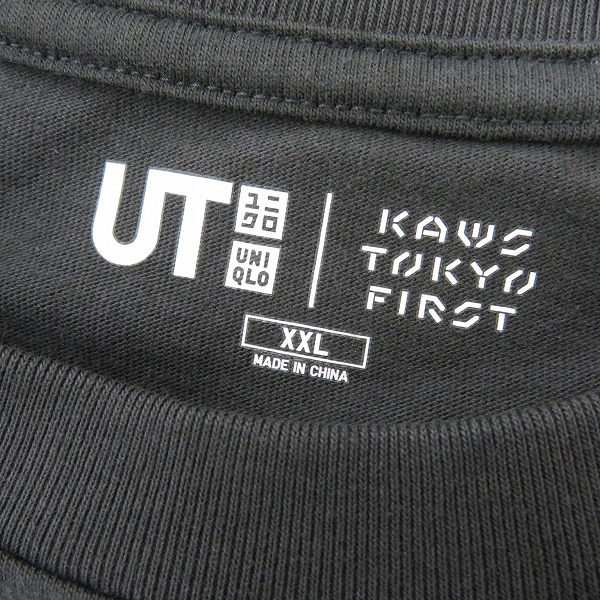 UT
ユニ
クロ
UNI
QLO
KAWS
TOKYO
FIRST
XXL
MADE IN CHINA